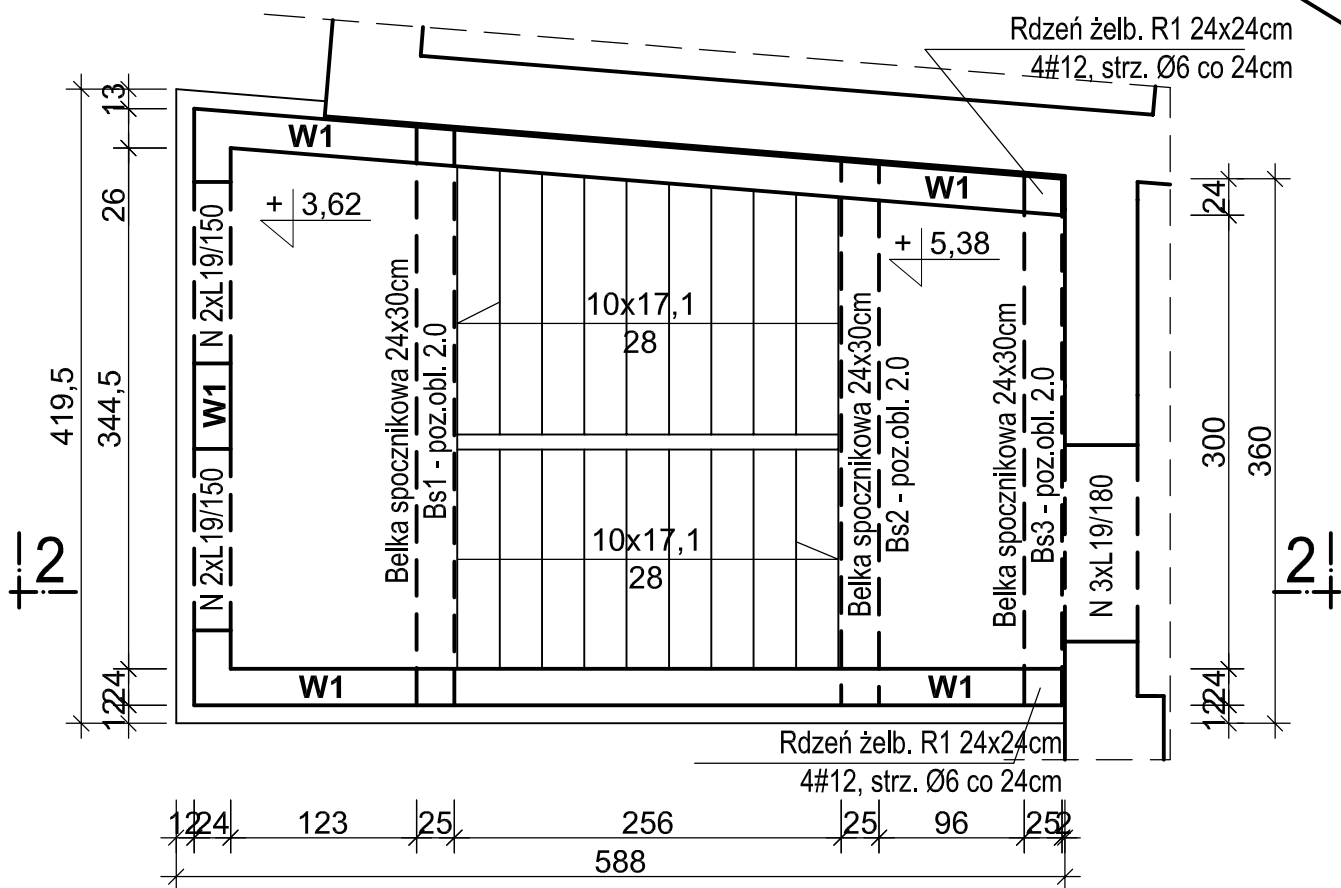 Rdzeń żelb. R1 24x24cm
4#12, strz. Ø6 co 24cm
W1
W1
+ 3,62
+ 5,38
13
26
344,5
24
12
419,5
N 2xL19/150
W1
N 2xL19/150
Belka spocznikowa 24x30cm
Bs1 - poz.obl. 2.0
10x17,1
28
10x17,1
28
Belka spocznikowa 24x30cm
Bs2 - poz.obl. 2.0
Belka spocznikowa 24x30cm
Bs3 - poz.obl. 2.0
N 3xL19/180
24
300
24
12
360
2
2
W1
W1
Rdzeń żelb. R1 24x24cm
4#12, strz. Ø6 co 24cm
12 24 123 25 256 25 96 25 2
588